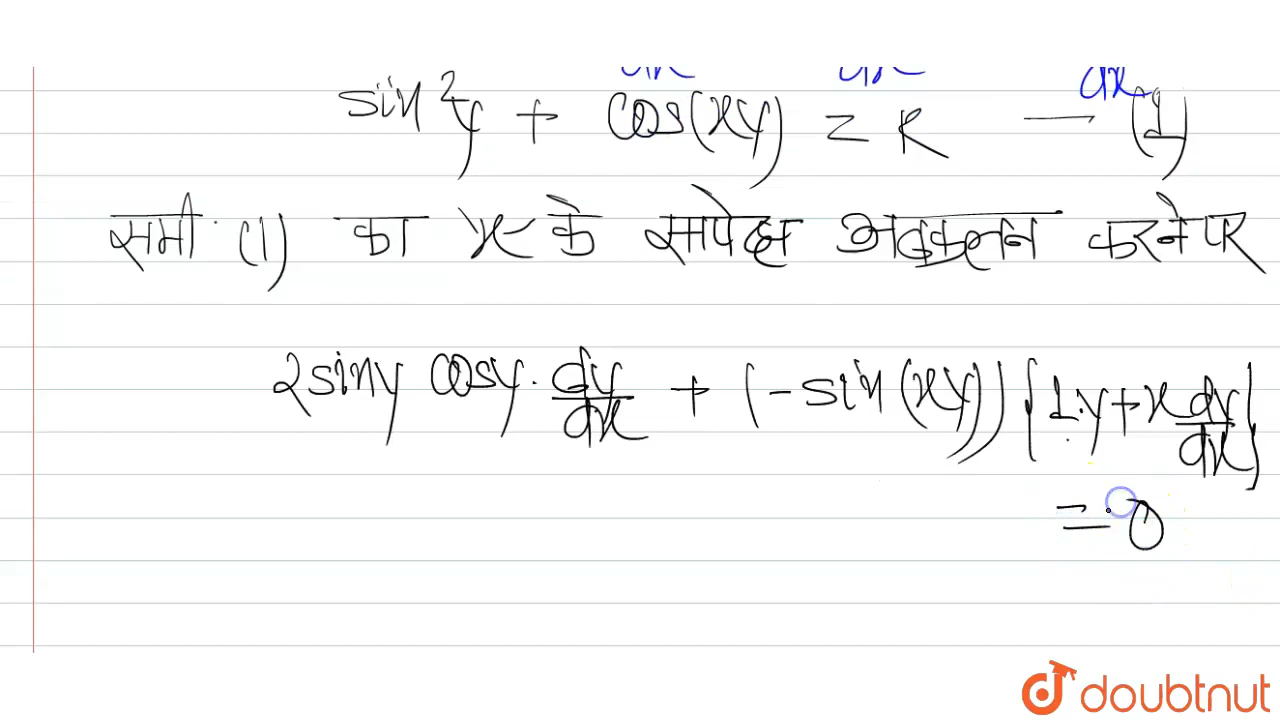 sin²y + cos(xy) = K — (1)
समी. (1) का x के सापेक्ष अवकलन करने पर
2siny cosy. dy/dx + (-sin(xy)) {1.y + x dy/dx}
= 0
doubtnut